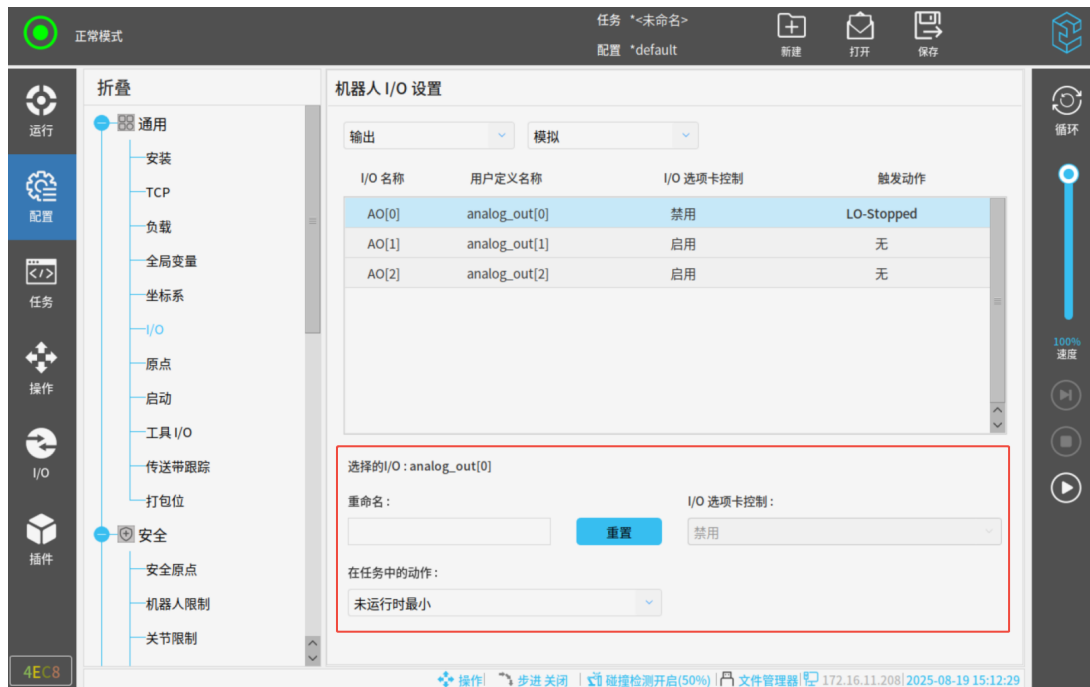 正常模式
任务 *<未命名>
配置 *default
新建
打开
保存
运行
配置
任务
操作
I/O
插件
4EC8
折叠
通用
安装
TCP
负载
全局变量
坐标系
I/O
原点
启动
工具 I/O
传送带跟踪
打包位
安全
安全原点
机器人限制
关节限制
机器人 I/O 设置
输出 模拟
I/O 名称 用户定义名称 I/O 选项卡控制 触发动作
AO[0] analog_out[0] 禁用 LO-Stopped
AO[1] analog_out[1] 启用 无
AO[2] analog_out[2] 启用 无
选择的I/O : analog_out[0]
重命名 : I/O 选项卡控制 :
重置 禁用
在任务中的动作 :
未运行时最小
循环
100%
速度
操作 步进 关闭 碰撞检测开启(50%) 文件管理器 172.16.11.208 2025-08-19 15:12:29